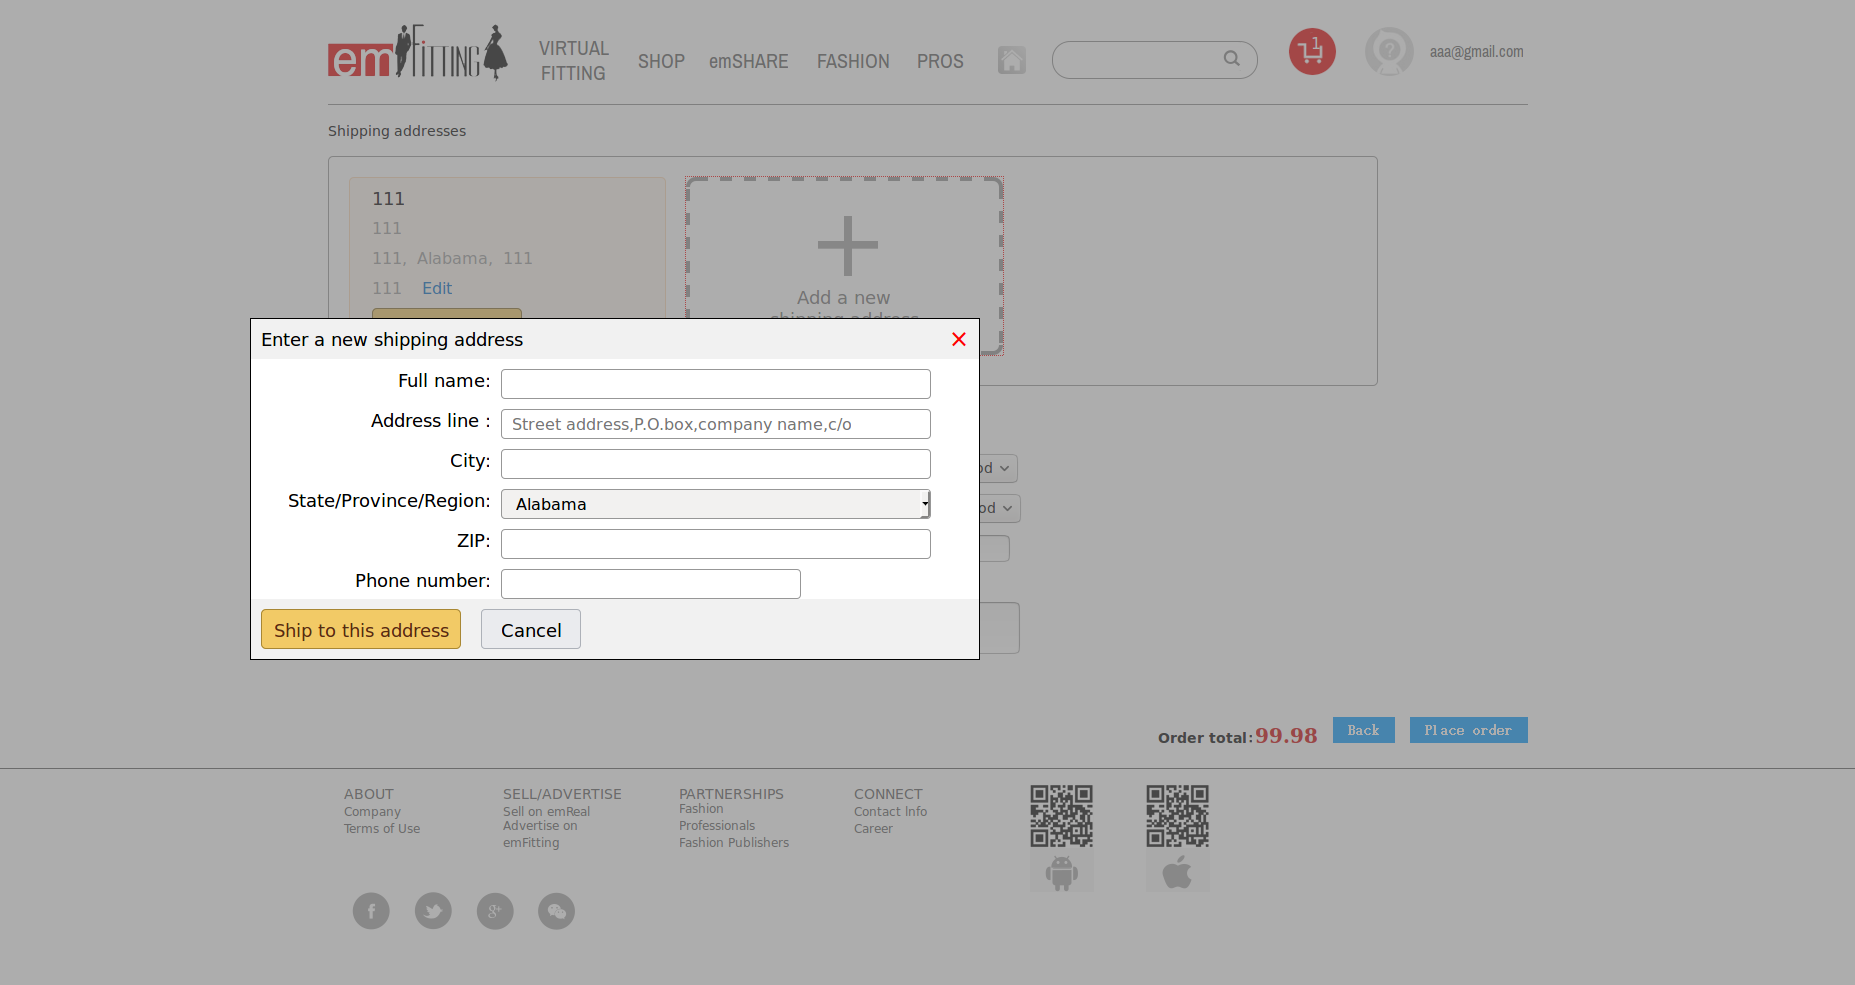 em FITTING
VIRTUAL
FITTING
SHOP
emSHARE
FASHION
PROS
1
?
aaa@gmail.com
Shipping addresses
111
111
111, Alabama, 111
111 Edit
Add a new
shipping address
Enter a new shipping address
Full name:
Address line : Street address,P.O.box,company name,c/o
City:
State/Province/Region: Alabama
ZIP:
Phone number:
Ship to this address Cancel
od
od
Order total:99.98 Back Place order
ABOUT
Company
Terms of Use
SELL/ADVERTISE
Sell on emReal
Advertise on
emFitting
PARTNERSHIPS
Fashion
Professionals
Fashion Publishers
CONNECT
Contact Info
Career
f
g+